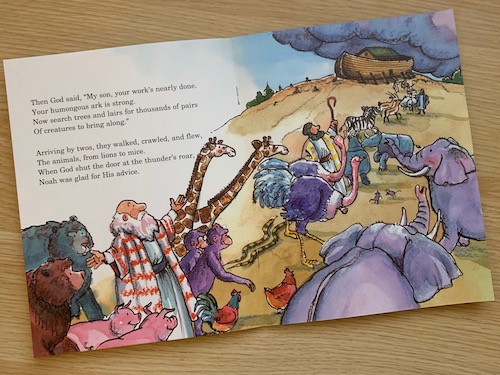 Then God said, "My son, your work's nearly done.
Your humongous ark is strong.
Now search trees and lairs for thousands of pairs
Of creatures to bring along."
Arriving by twos, they walked, crawled, and flew,
The animals, from lions to mice.
When God shut the door at the thunder's roar,
Noah was glad for His advice.